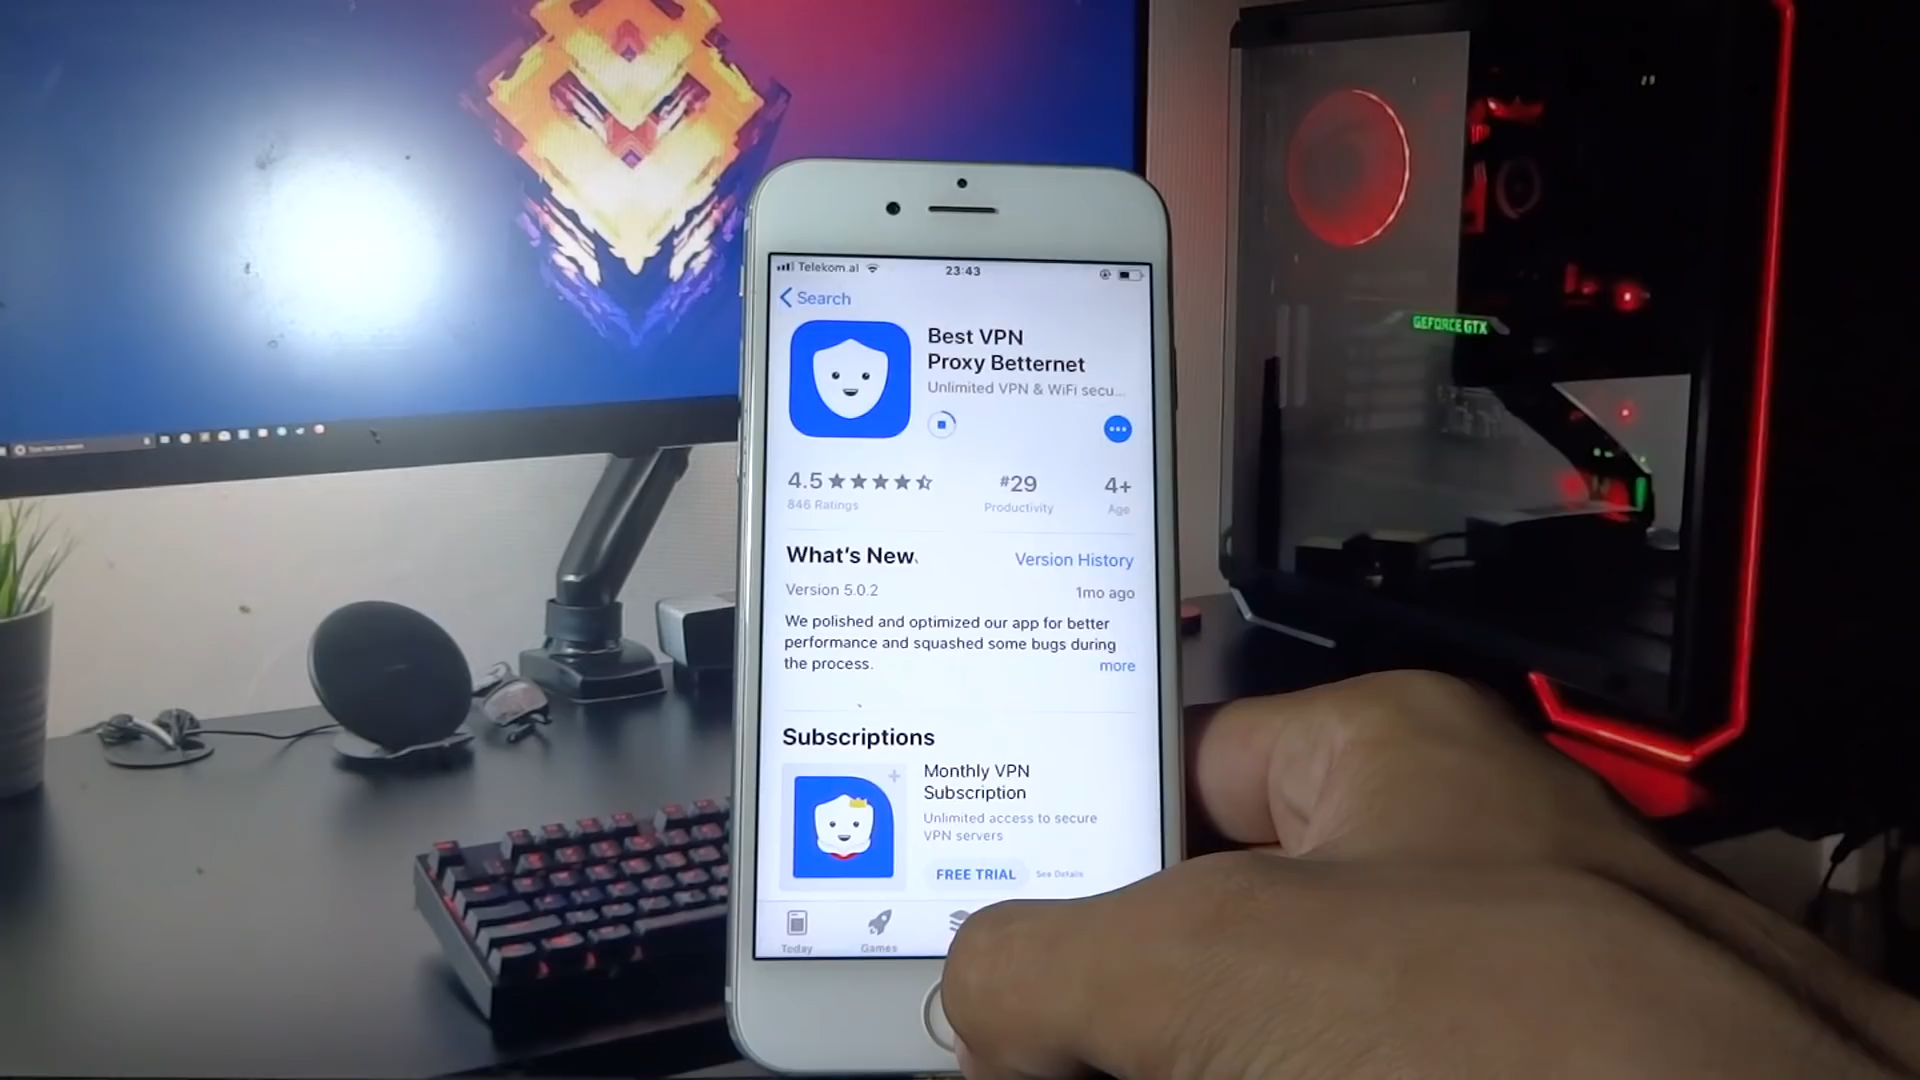 Telekom.al
23:43
Search
Best VPN
Proxy Betternet
Unlimited VPN & WiFi secu...
4.5
#29
4+
846 Ratings
Productivity
Age
What's New
Version History
Version 5.0.2
1mo ago
We polished and optimized our app for better
performance and squashed some bugs during
the process.
more
Subscriptions
Monthly VPN
Subscription
Unlimited access to secure
VPN servers
FREE TRIAL
See Details
Today
Games
GEFORCE GTX